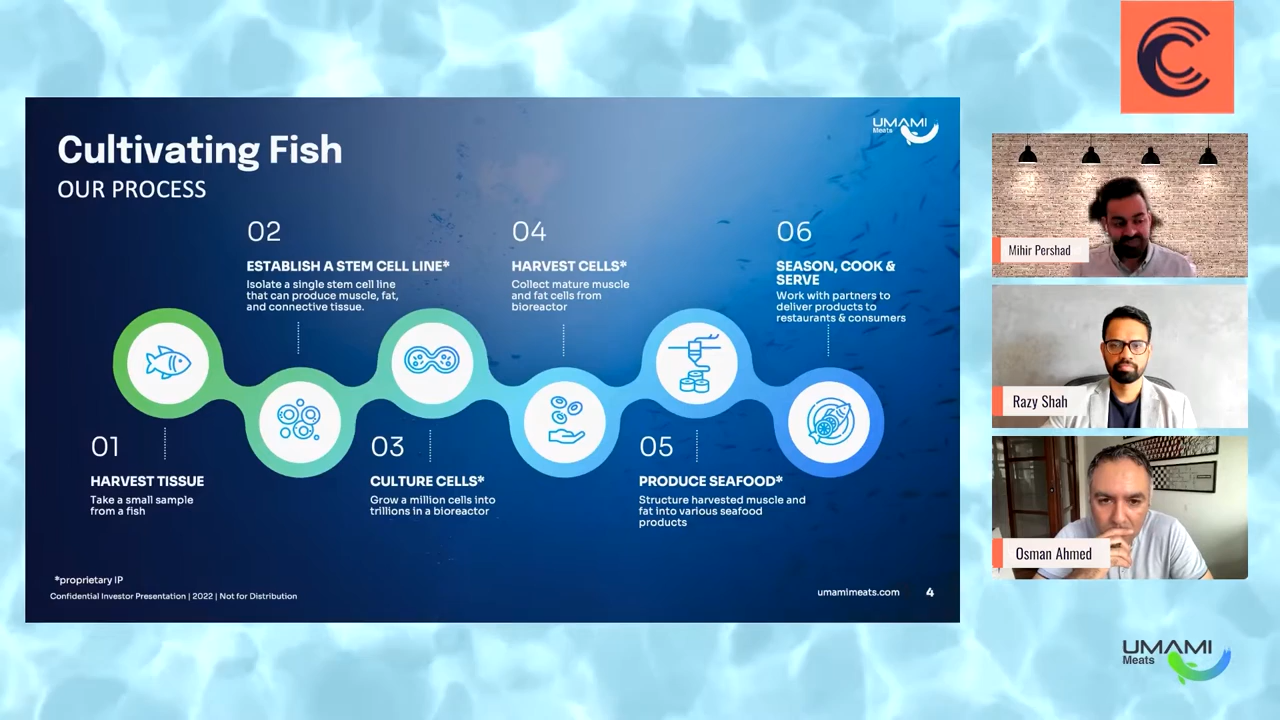 Cultivating Fish
OUR PROCESS
UMAMI
Meats
01
HARVEST TISSUE
Take a small sample
from a fish
02
ESTABLISH A STEM CELL LINE*
Isolate a single stem cell line
that can produce muscle, fat,
and connective tissue.
03
CULTURE CELLS*
Grow a million cells into
trillions in a bioreactor
04
HARVEST CELLS*
Collect mature muscle
and fat cells from
bioreactor
05
PRODUCE SEAFOOD*
Structure harvested muscle and
fat into various seafood
products
06
SEASON, COOK &
SERVE
Work with partners to
deliver products to
restaurants & consumers
*proprietary IP
Confidential Investor Presentation | 2022 | Not for Distribution
umamimeats.com
4
Mihir Pershad
Razy Shah
Osman Ahmed
UMAMI
Meats